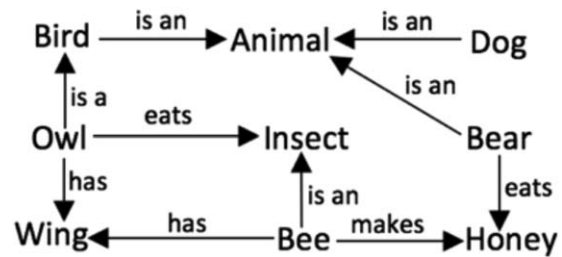 Bird is an Animal is an Dog
is a is an
Owl eats Insect Bear
has is an eats
Wing has Bee makes Honey